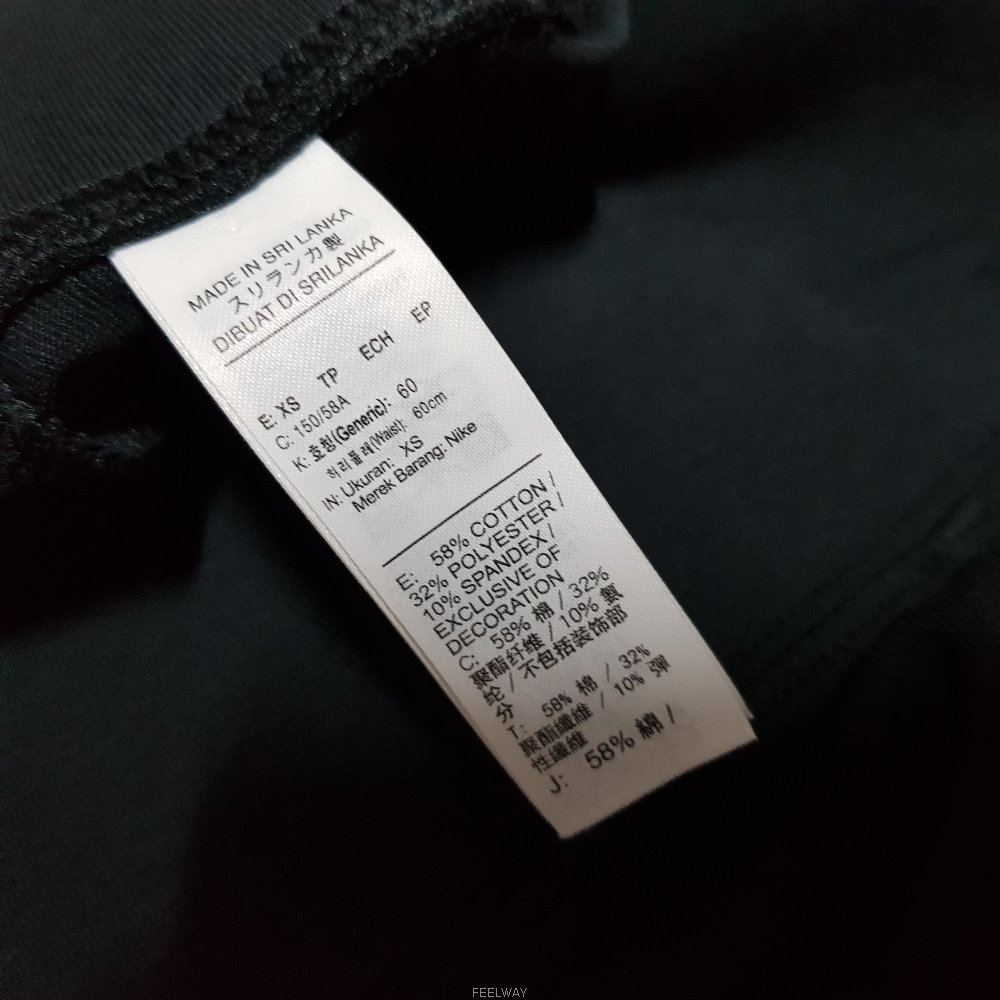 MADE IN SRI LANKA
スリランカ製
DIBUAT DI SRILANKA
E: XS TP ECH EP
C: 150/58A
K: 호칭(Generic): 60
허리둘레(Waist): 60cm
IN: Ukuran: XS
Merek Barang: Nike
E: 58% COTTON /
32% POLYESTER /
10% SPANDEX /
EXCLUSIVE OF
DECORATION
C: 58% 棉 / 32%
聚酯纤维 / 10% 氨
纶 / 不包括装饰部
分
T: 58% 棉 / 32%
聚酯纖維 / 10% 彈
性纖維
J: 58% 綿 /
FEELWAY